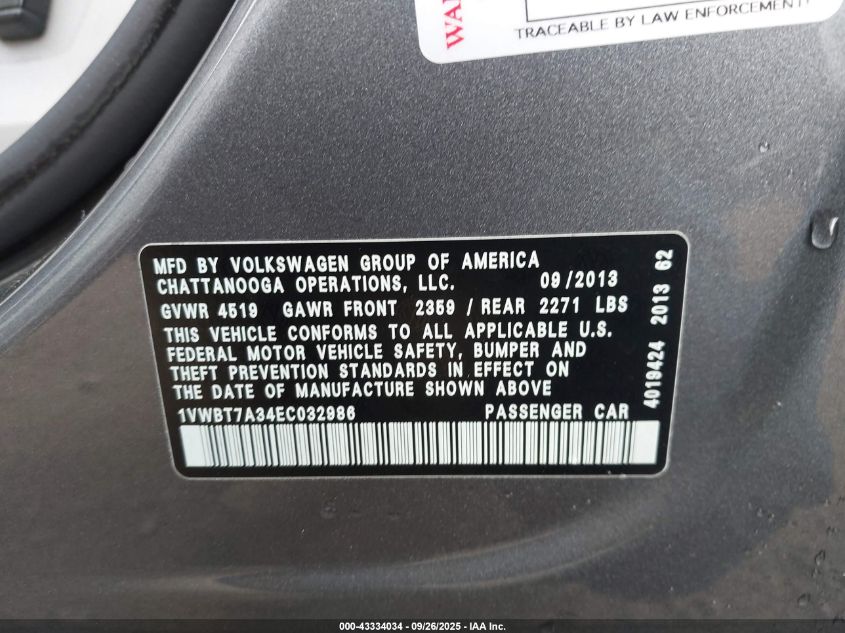 WAR
TRACEABLE BY LAW ENFORCEMENT!
MFD BY VOLKSWAGEN GROUP OF AMERICA
CHATTANOOGA OPERATIONS, LLC. 09/2013
GVWR 4519 GAWR FRONT 2359 / REAR 2271 LBS
THIS VEHICLE CONFORMS TO ALL APPLICABLE U.S.
FEDERAL MOTOR VEHICLE SAFETY, BUMPER AND
THEFT PREVENTION STANDARDS IN EFFECT ON
THE DATE OF MANUFACTURE SHOWN ABOVE
1VWBT7A34EC032986 PASSENGER CAR
4019424 2013 62
000-43334034 - 09/26/2025 - IAA Inc.